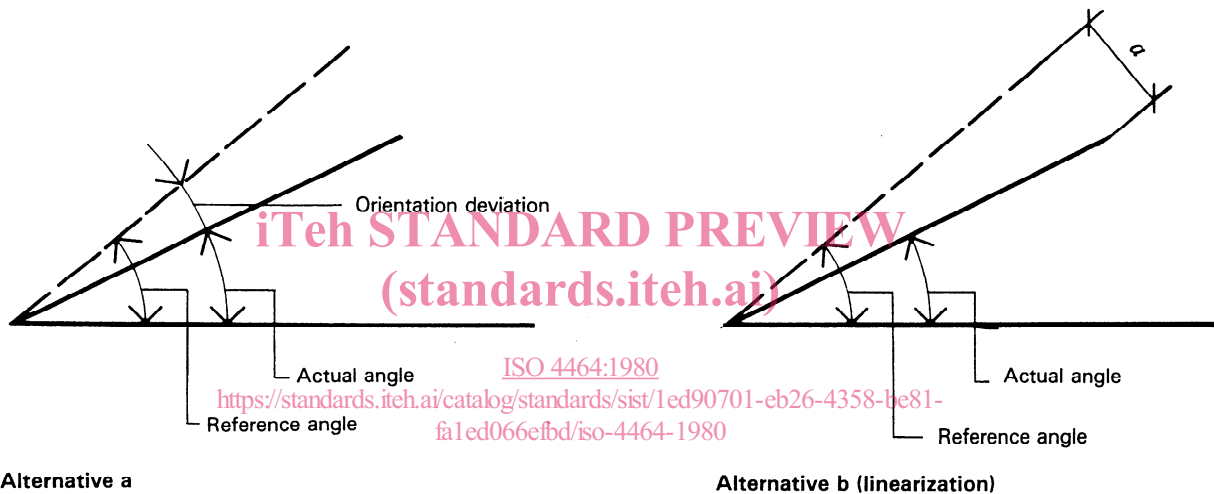 a
Orientation deviation
iTeh STANDARD PREVIEW
(standards.iteh.ai)
ISO 4464:1980
Actual angle
Actual angle
https://standards.iteh.ai/catalog/standards/sist/1ed90701-eb26-4358-be81-
fa1ed066efbd/iso-4464-1980
Reference angle
Reference angle
Alternative a
Alternative b (linearization)